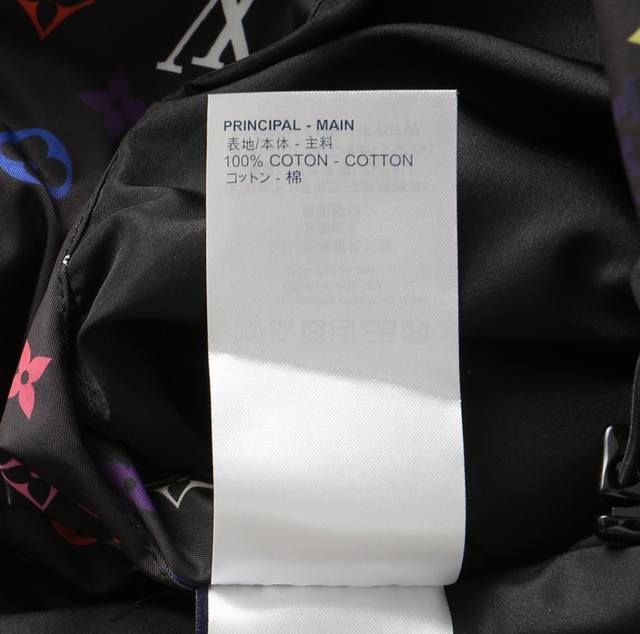 PRINCIPAL - MAIN
表地/本体 - 主料
100% COTON - COTTON
コットン - 棉